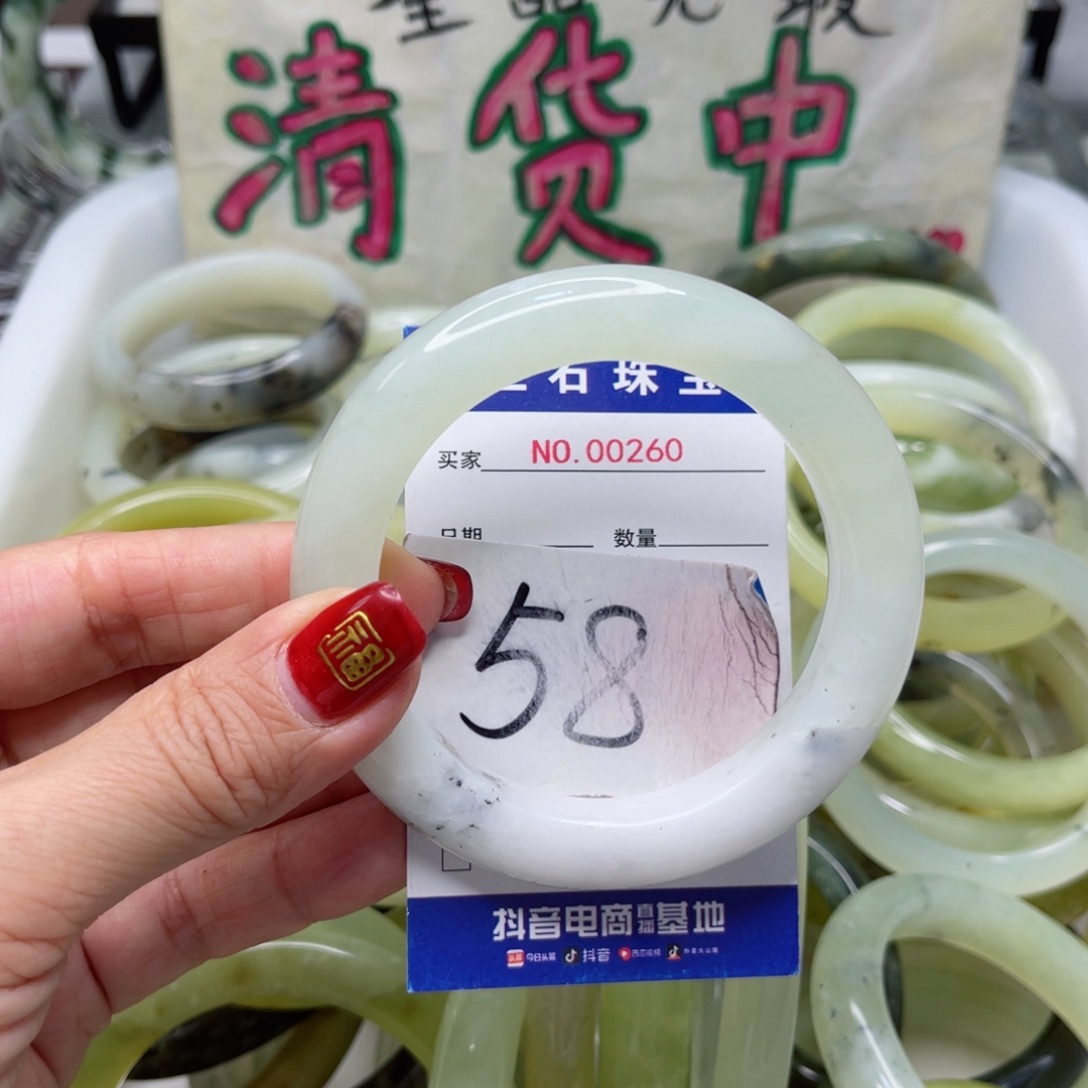 清货中
石珠宝
买家 NO.00260
日期 数量
58
福
抖音电商直播基地
今日头条 抖音 西瓜视频